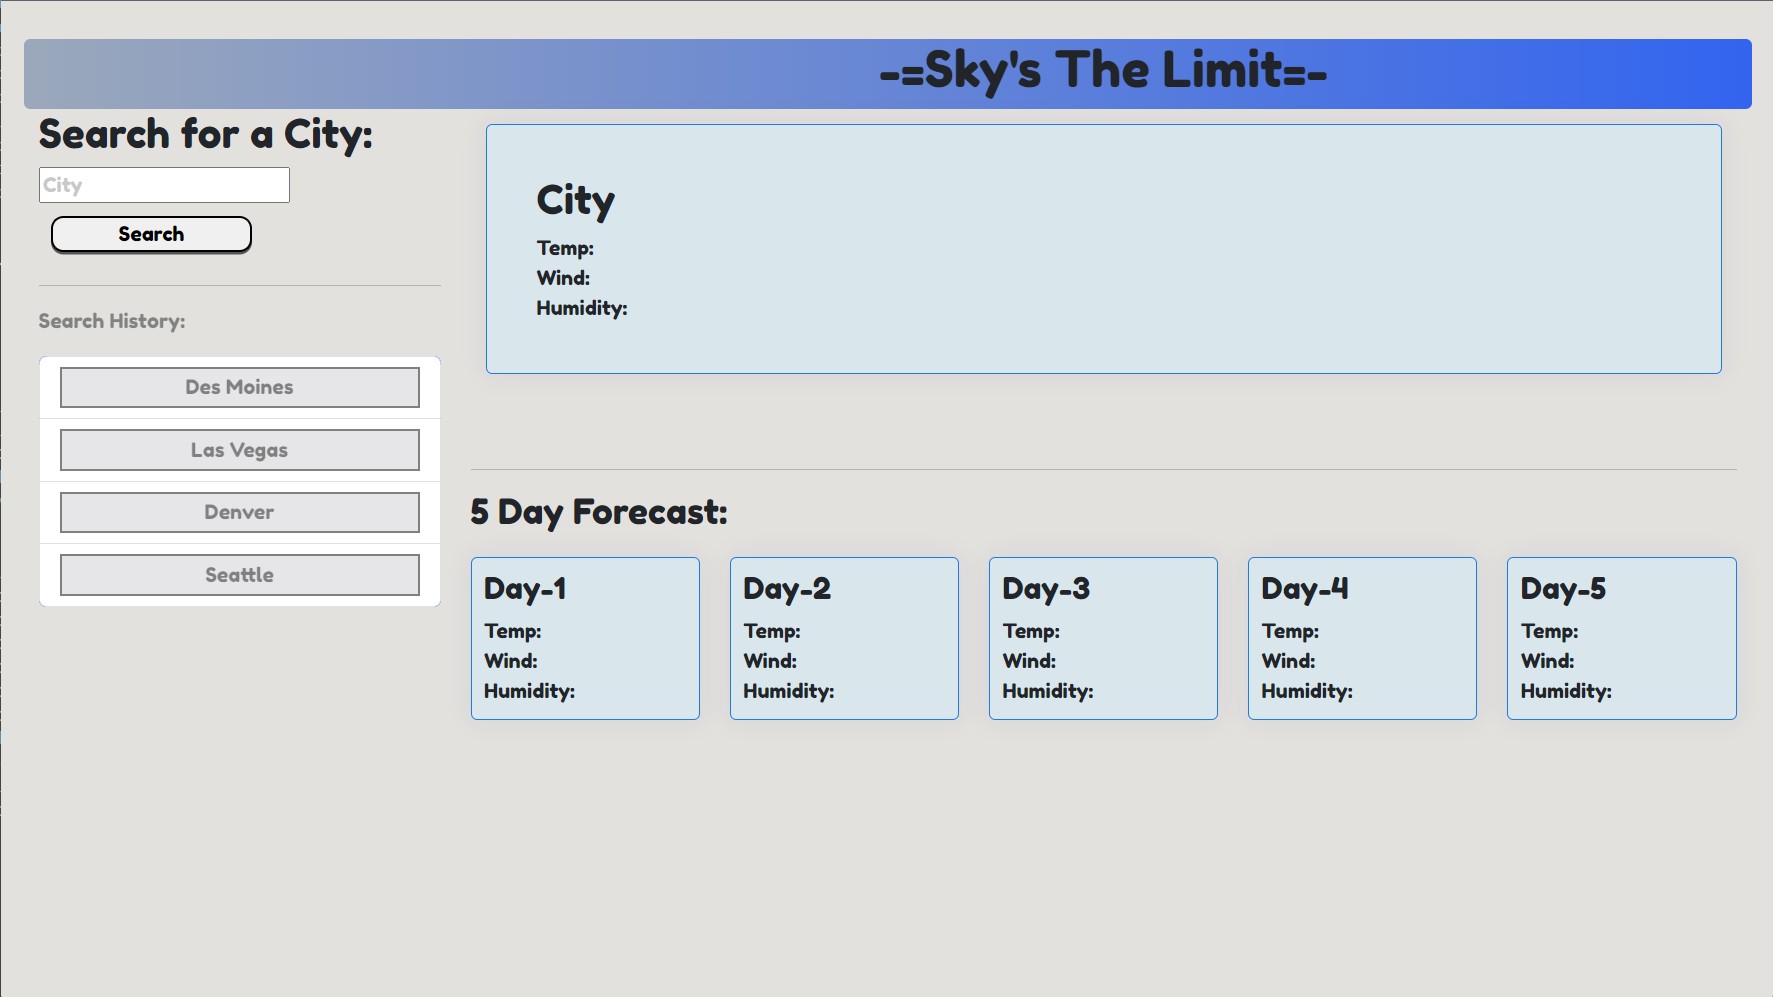 -=Sky's The Limit=-
Search for a City:
City
Search
Search History:
Des Moines
Las Vegas
Denver
Seattle
City
Temp:
Wind:
Humidity:
5 Day Forecast:
Day-1
Temp:
Wind:
Humidity:
Day-2
Temp:
Wind:
Humidity:
Day-3
Temp:
Wind:
Humidity:
Day-4
Temp:
Wind:
Humidity:
Day-5
Temp:
Wind:
Humidity: